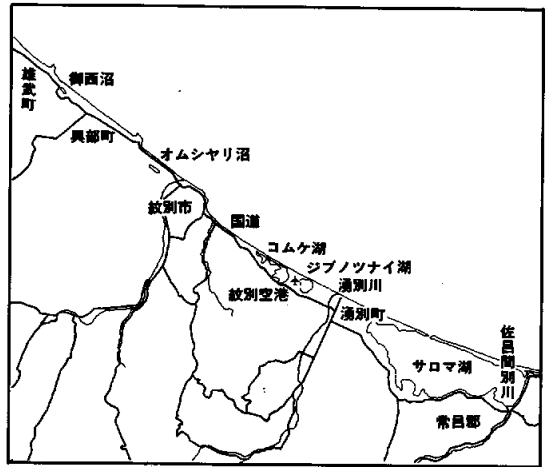 雄武町
御西沼
興部町
オムシヤリ沼
紋別市
国道
コムケ湖
ジブノツナイ湖
紋別空港
湧別川
湧別町
サロマ湖
佐呂間別川
常呂郡